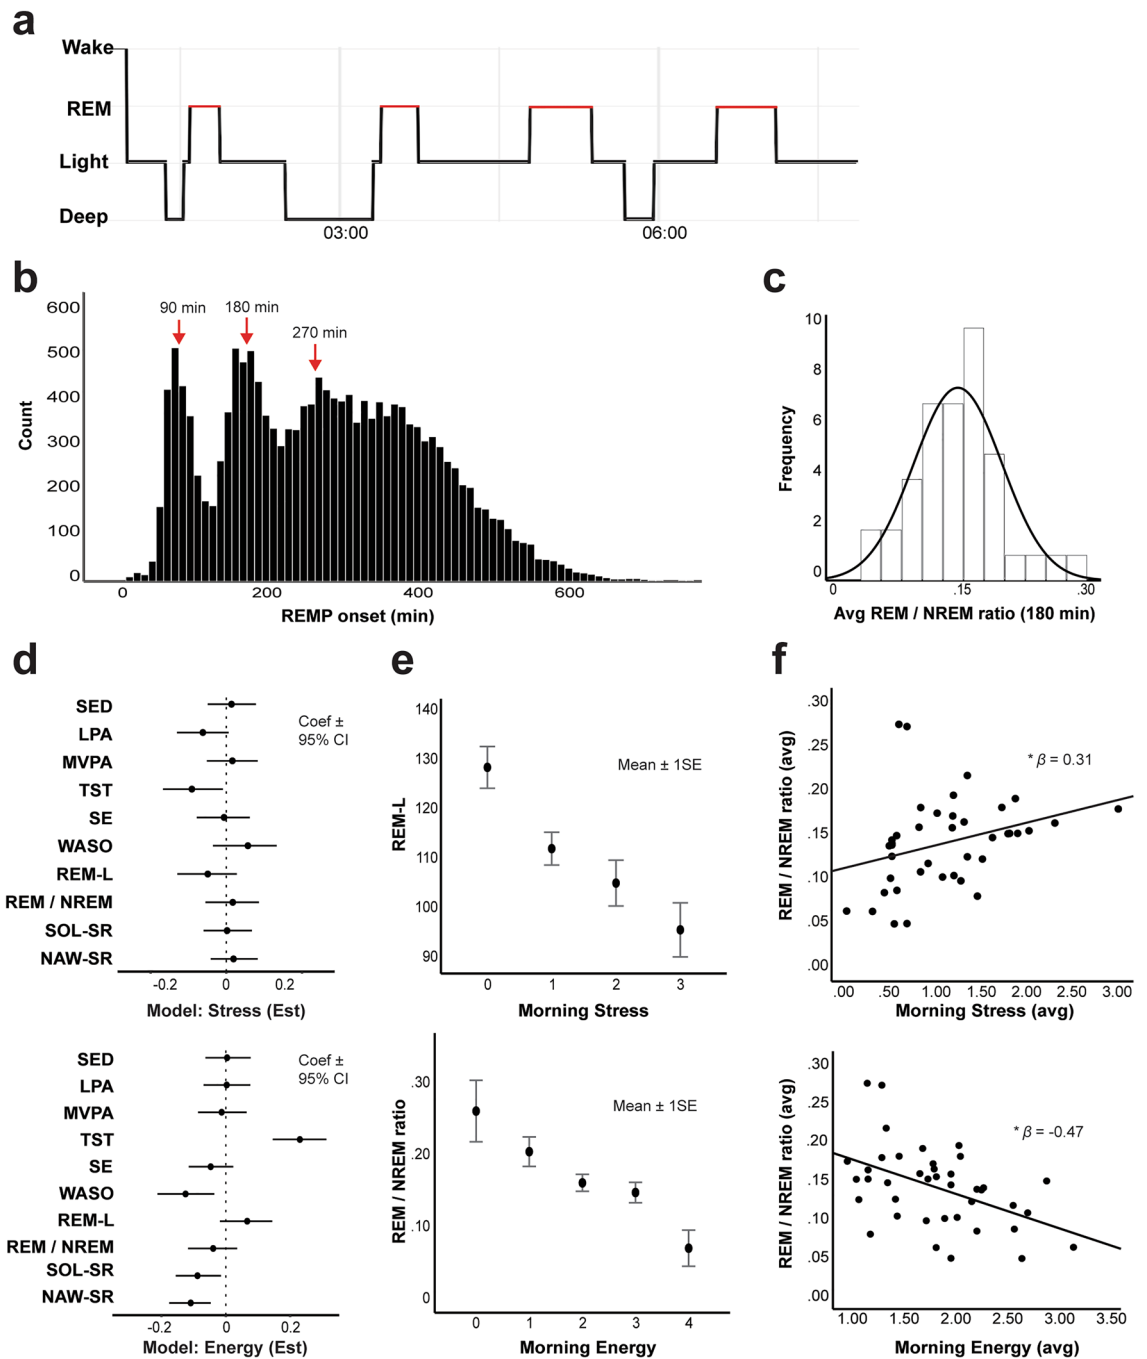 a
Wake
REM
Light
Deep
03:00
06:00
b
600
500
400
300
200
100
0
Count
90 min
180 min
270 min
0
200
400
600
REMP onset (min)
c
10
8
6
4
2
0
Frequency
0
.15
.30
Avg REM / NREM ratio (180 min)
d
SED
LPA
MVPA
TST
SE
WASO
REM-L
REM / NREM
SOL-SR
NAW-SR
Coef ±
95% CI
-0.2
0
0.2
Model: Stress (Est)
SED
LPA
MVPA
TST
SE
WASO
REM-L
REM / NREM
SOL-SR
NAW-SR
Coef ±
95% CI
-0.2
0
0.2
Model: Energy (Est)
e
140
130
120
110
100
90
REM-L
Mean ± 1SE
0
1
2
3
Morning Stress
.30
.20
.10
0
REM / NREM ratio
Mean ± 1SE
0
1
2
3
4
Morning Energy
f
.30
.25
.20
.15
.10
.05
.00
REM / NREM ratio (avg)
* β = 0.31
.00
.50
1.00
1.50
2.00
2.50
3.00
Morning Stress (avg)
.30
.25
.20
.15
.10
.05
.00
REM / NREM ratio (avg)
* β = -0.47
1.00
1.50
2.00
2.50
3.00
3.50
Morning Energy (avg)